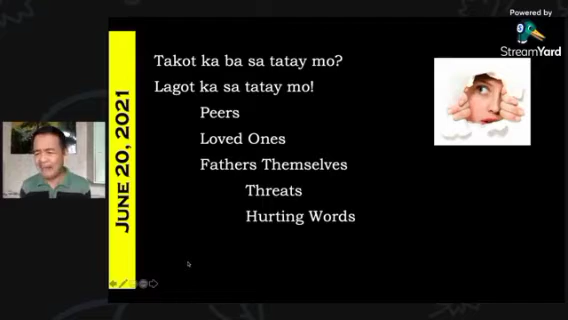 Powered by
StreamYard
JUNE 20, 2021
Takot ka ba sa tatay mo?
Lagot ka sa tatay mo!
Peers
Loved Ones
Fathers Themselves
Threats
Hurting Words